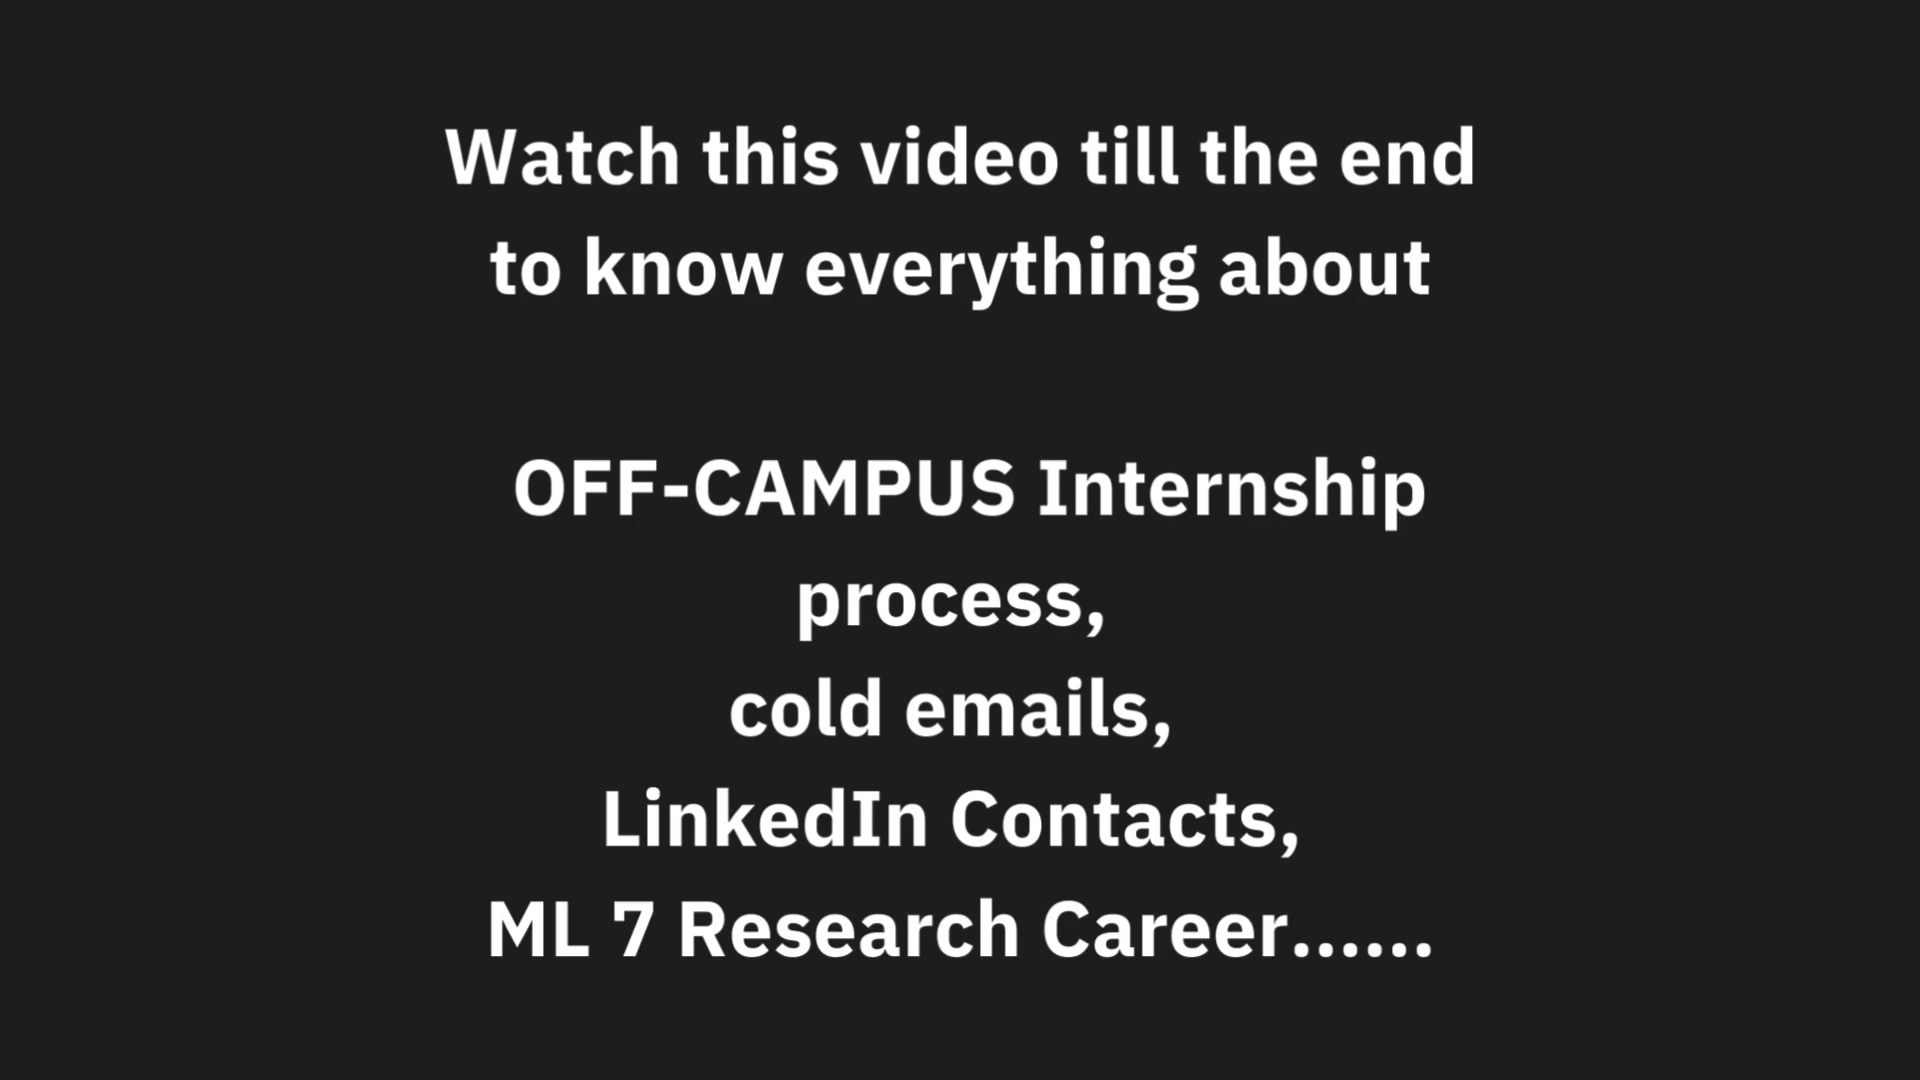 Watch this video till the end
to know everything about
OFF-CAMPUS Internship
process,
cold emails,
LinkedIn Contacts,
ML 7 Research Career......